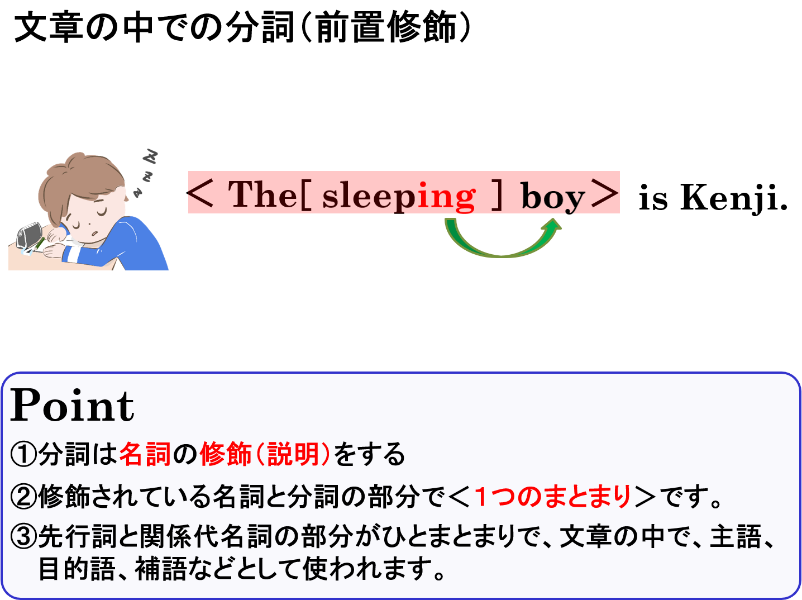 文章の中での分詞（前置修飾）
z z z
＜ The[ sleeping ] boy＞ is Kenji.
Point
①分詞は名詞の修飾（説明）をする
②修飾されている名詞と分詞の部分で＜１つのまとまり＞です。
③先行詞と関係代名詞の部分がひとまとまりで、文章の中で、主語、
目的語、補語などとして使われます。